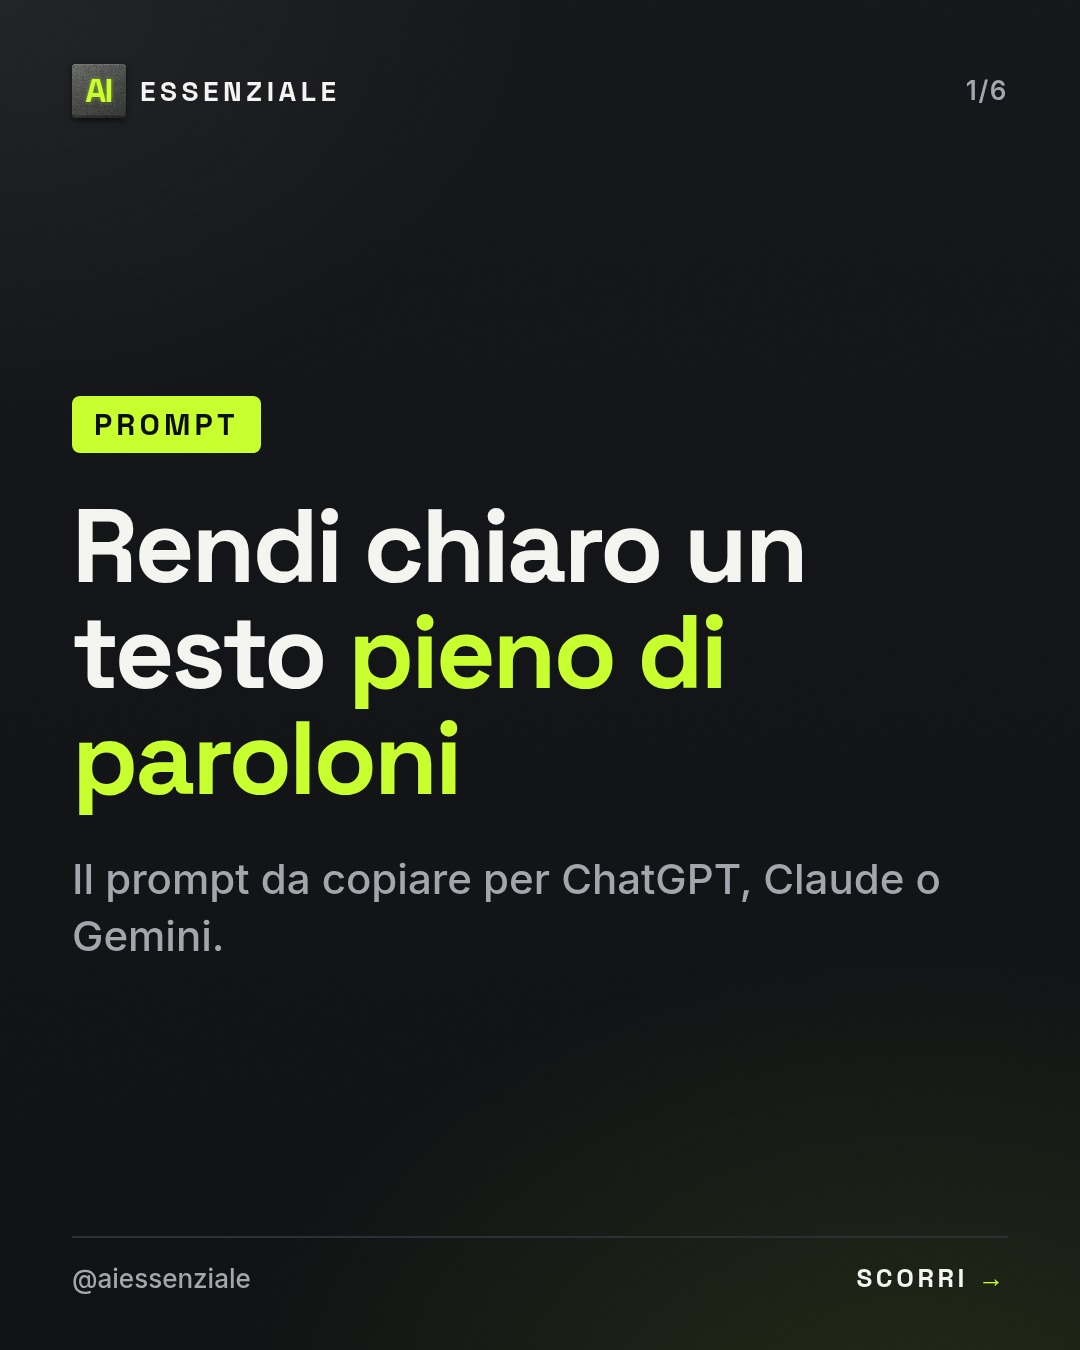 AI ESSENZIALE
1/6
PROMPT
Rendi chiaro un
testo pieno di
paroloni
Il prompt da copiare per ChatGPT, Claude o
Gemini.
@aiessenziale
SCORRI →